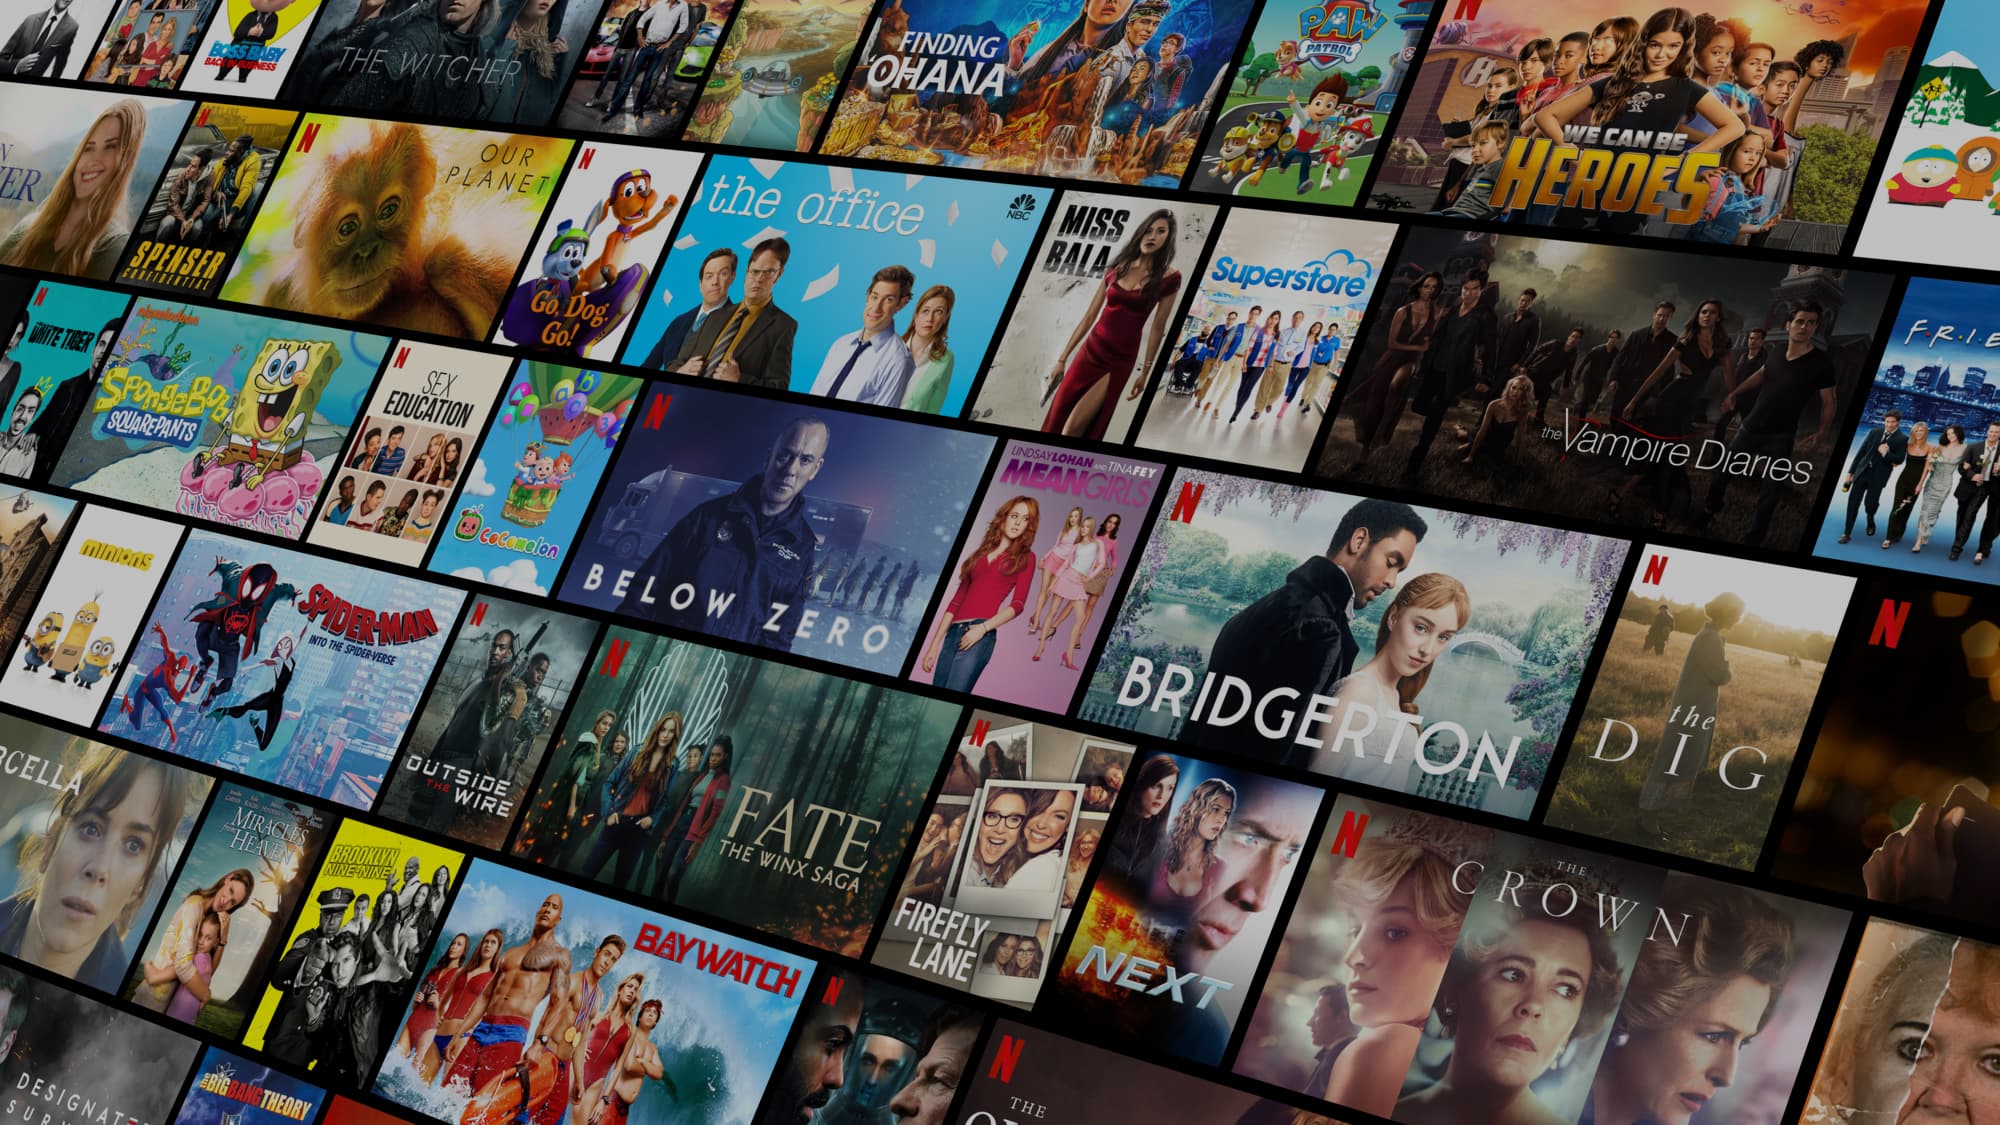 BOSS BABY
BACK IN BUSINESS
THE WITCHER
FINDING
'OHANA
PAW
PATROL
N
WE CAN BE
HEROES
SPENSER
CONFIDENTIAL
N
OUR
PLANET
N
Go, Dog.
Go!
the office
NBC
MISS
BALA
Superstore
the Vampire Diaries
N
WHITE TIGER
nickelodeon
SPONGEBOB
SQUAREPANTS
N
SEX
EDUCATION
CoComelon
N
BELOW ZERO
LINDSAY LOHAN AND TINA FEY
MEAN GIRLS
N
BRIDGERTON
N
the
DIG
N
minions
BELLO
SPIDER-MAN
INTO THE SPIDER-VERSE
N
OUTSIDE
THE WIRE
N
FATE
THE WINX SAGA
N
FIREFLY
LANE
NEXT
N
THE
CROWN
MIRACLES
from
HEAVEN
BROOKLYN
NINE-NINE
BAYWATCH
N
N
THE
THE BIG BANG THEORY